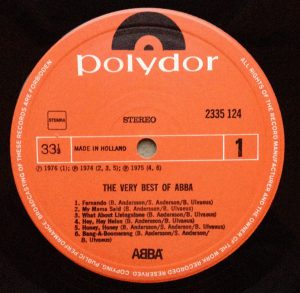 polydor
STEMRA
STEREO
2335 124
33⅓
MADE IN HOLLAND
1
℗ 1976 (1); ℗ 1974 (2, 3, 5); ℗ 1975 (4, 6)
THE VERY BEST OF ABBA
1. Fernando (B. Andersson/S. Anderson/B. Ulvaeus)
2. My Mama Said (B. Andersson/B. Ulvaeus)
3. What About Livingstone (B. Andersson/B. Ulvaeus)
4. Hey, Hey Helen (B. Andersson/B. Ulvaeus)
5. Honey, Honey (B. Andersson/S. Anderson/B. Ulvaeus)
6. Bang-A-Boomerang (B. Andersson/S. Anderson/
B. Ulvaeus)
ABBA
ALL RIGHTS OF THE RECORD MANUFACTURER AND THE OWNER OF THE WORK RECORDED RESERVED. COPYING, PUBLIC PERFORMANCE, BROADCASTING OF THESE RECORDS ARE FORBIDDEN